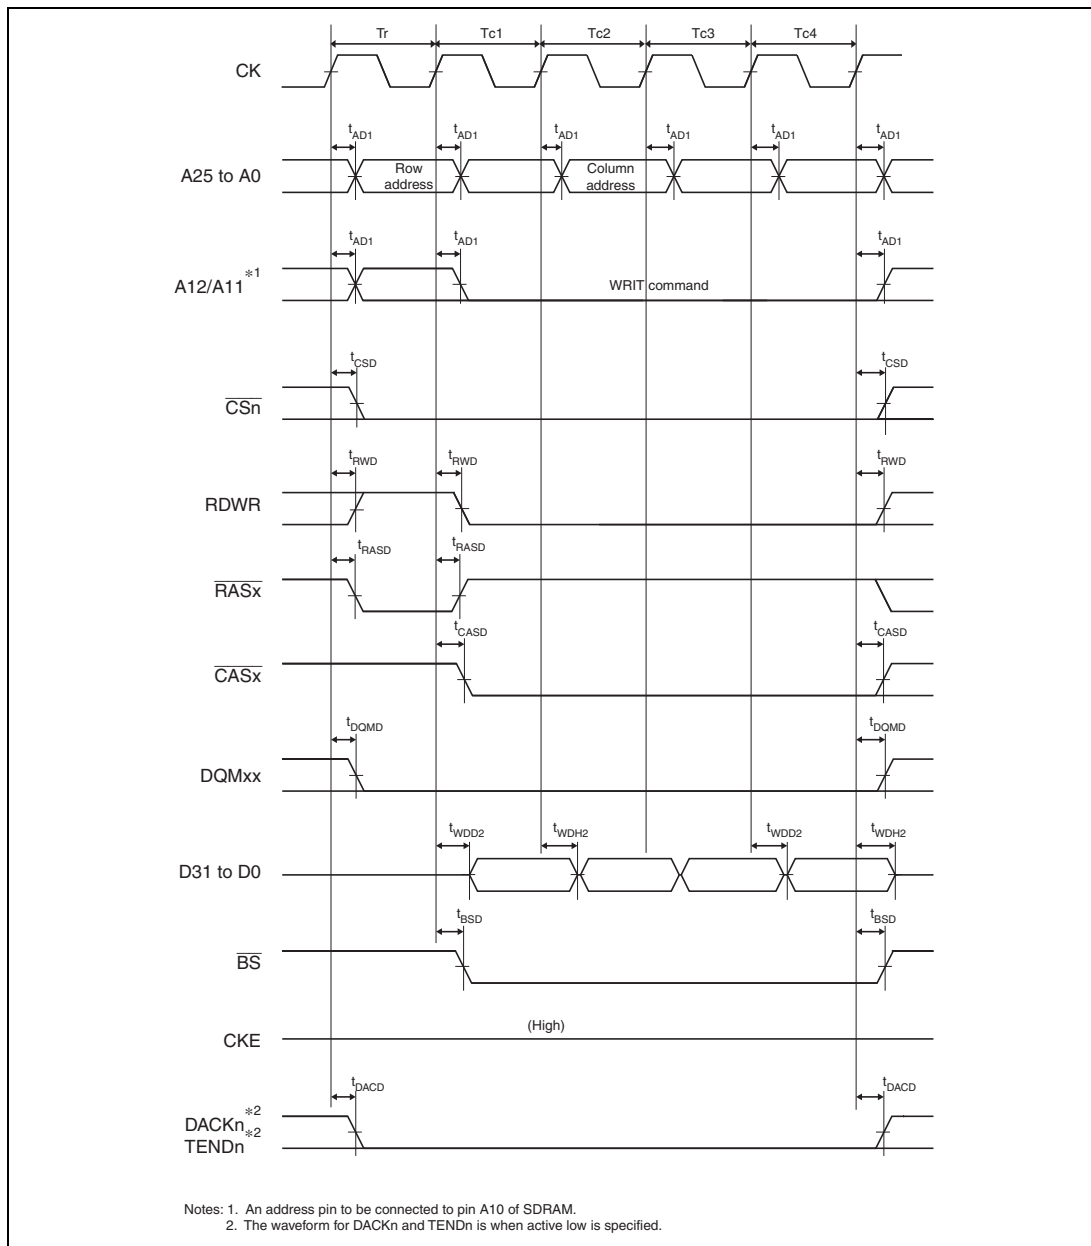 Tr Tc1 Tc2 Tc3 Tc4
CK
tAD1 tAD1 tAD1 tAD1 tAD1 tAD1
A25 to A0
Row address
Column address
tAD1 tAD1 tAD1
A12/A11*1
WRIT command
tCSD tCSD
CSn
tRWD tRWD tRWD
RDWR
tRASD tRASD
RASx
tCASD tCASD
CASx
tDQMD tDQMD
DQMxx
tWDD2 tWDH2 tWDD2 tWDH2
D31 to D0
tBSD tBSD
BS
(High)
CKE
tDACD tDACD
DACKn*2
TENDn*2
Notes: 1. An address pin to be connected to pin A10 of SDRAM.
2. The waveform for DACKn and TENDn is when active low is specified.